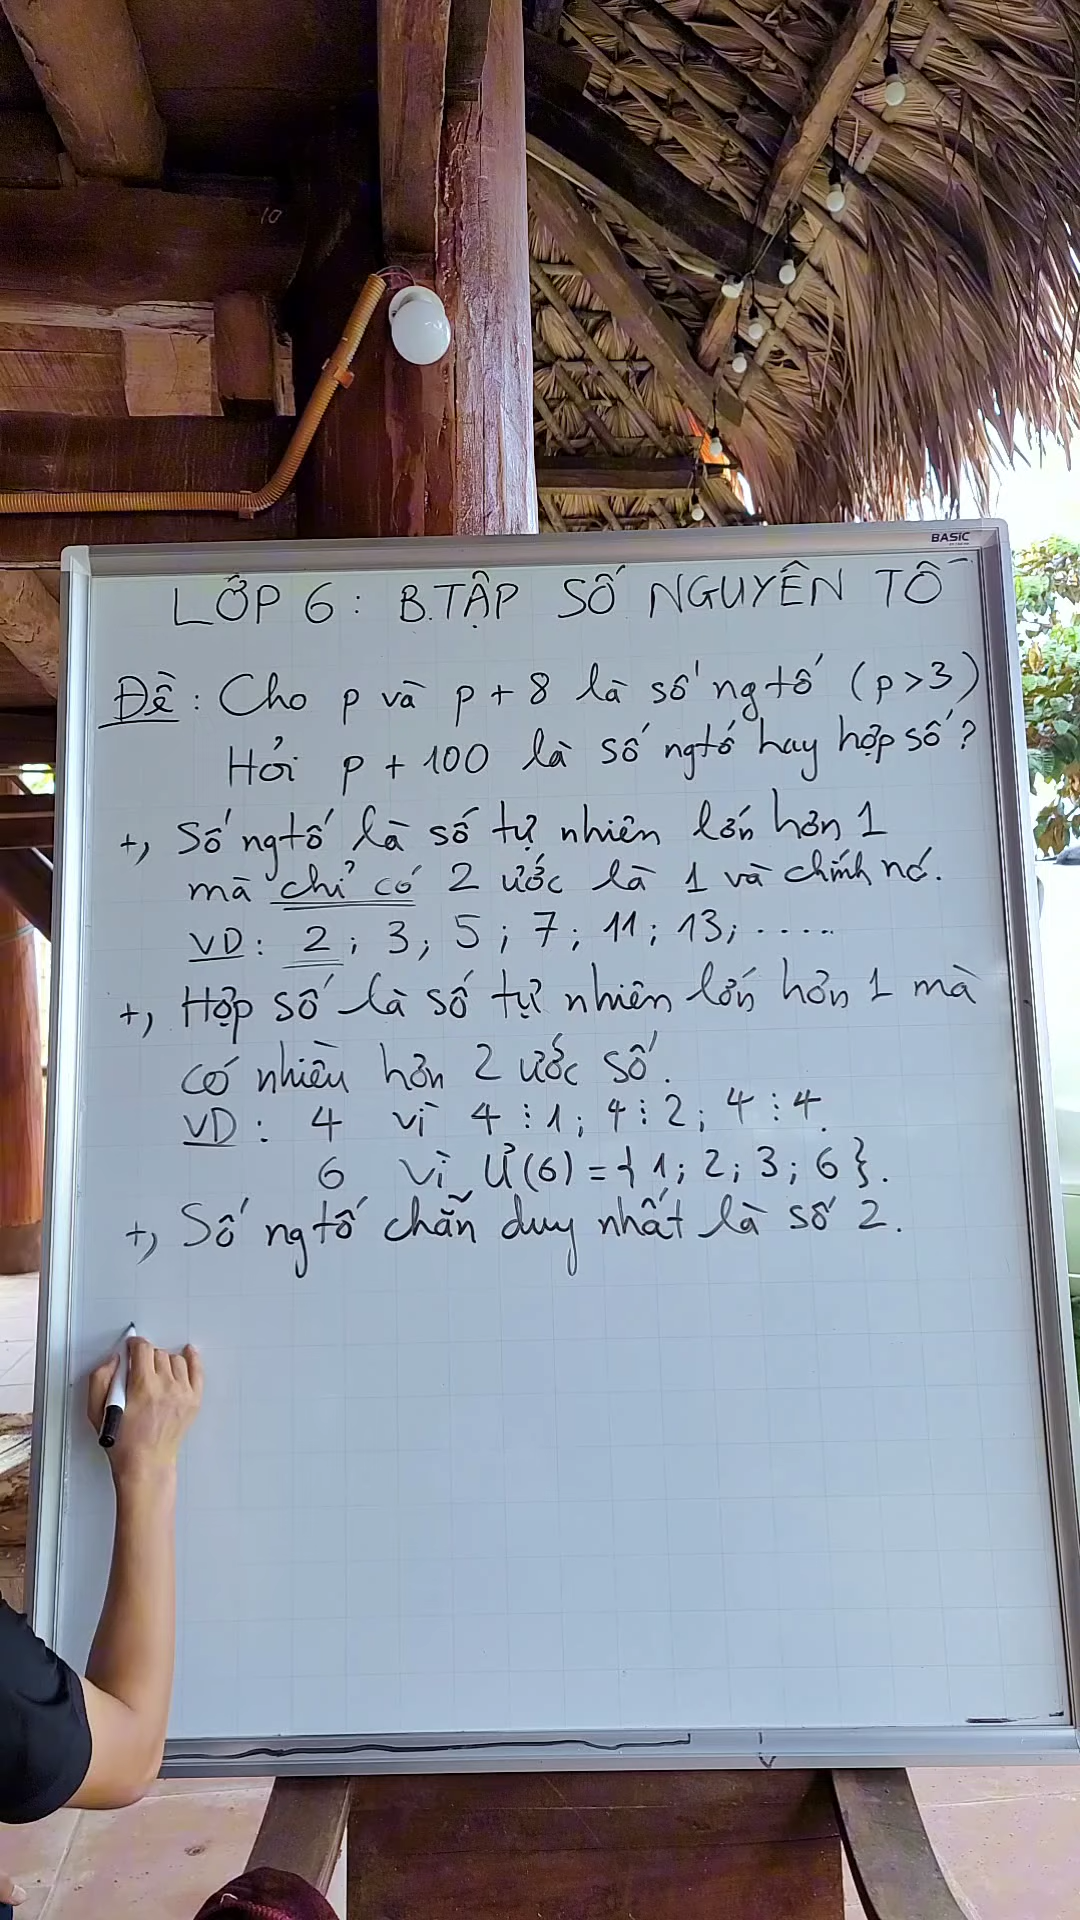 BASIC
LỚP 6: B.TẬP SỐ NGUYÊN TỐ
Đề: Cho p và p + 8 là số ngtố (p > 3)
Hỏi p + 100 là số ngtố hay hợp số?
+, Số ngtố là số tự nhiên lớn hơn 1
mà chỉ có 2 ước là 1 và chính nó.
VD: 2; 3; 5; 7; 11; 13; .....
+, Hợp số là số tự nhiên lớn hơn 1 mà
có nhiều hơn 2 ước số.
VD: 4 vì 4 ⋮ 1; 4 ⋮ 2; 4 ⋮ 4.
6 vì Ư(6) = {1; 2; 3; 6}.
+, Số ngtố chẵn duy nhất là số 2.